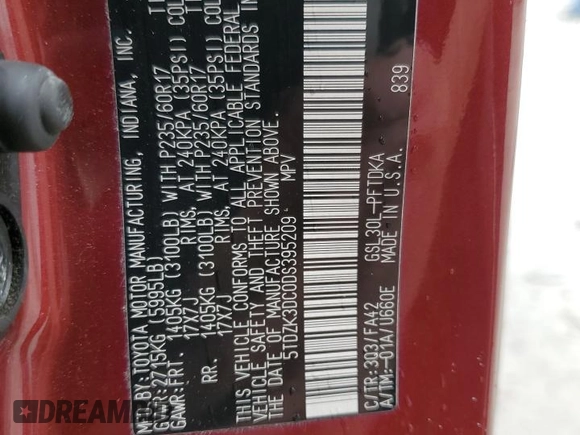 MFD.BY:TOYOTA MOTOR MANUFACTURING, INDIANA, INC.
GVWR:2715KG (5995LB)
GAWR:FRT. 1405KG (3100LB) WITH P235/60R17
17X7J RIMS, AT 240KPA (35PSI) COLD
RR. 1405KG (3100LB) WITH P235/60R17
17X7J RIMS, AT 240KPA (35PSI) COLD
THIS VEHICLE CONFORMS TO ALL APPLICABLE FEDERAL
VEHICLE SAFETY AND THEFT PREVENTION STANDARDS IN
THE DATE OF MANUFACTURE SHOWN ABOVE.
5TDZK3DC0DS395209 MPV
C/TR:3Q3/FA42 GSL30L-PFTDKA 839
A/TM:-01A/U660E MADE IN U.S.A.
DREAMBID